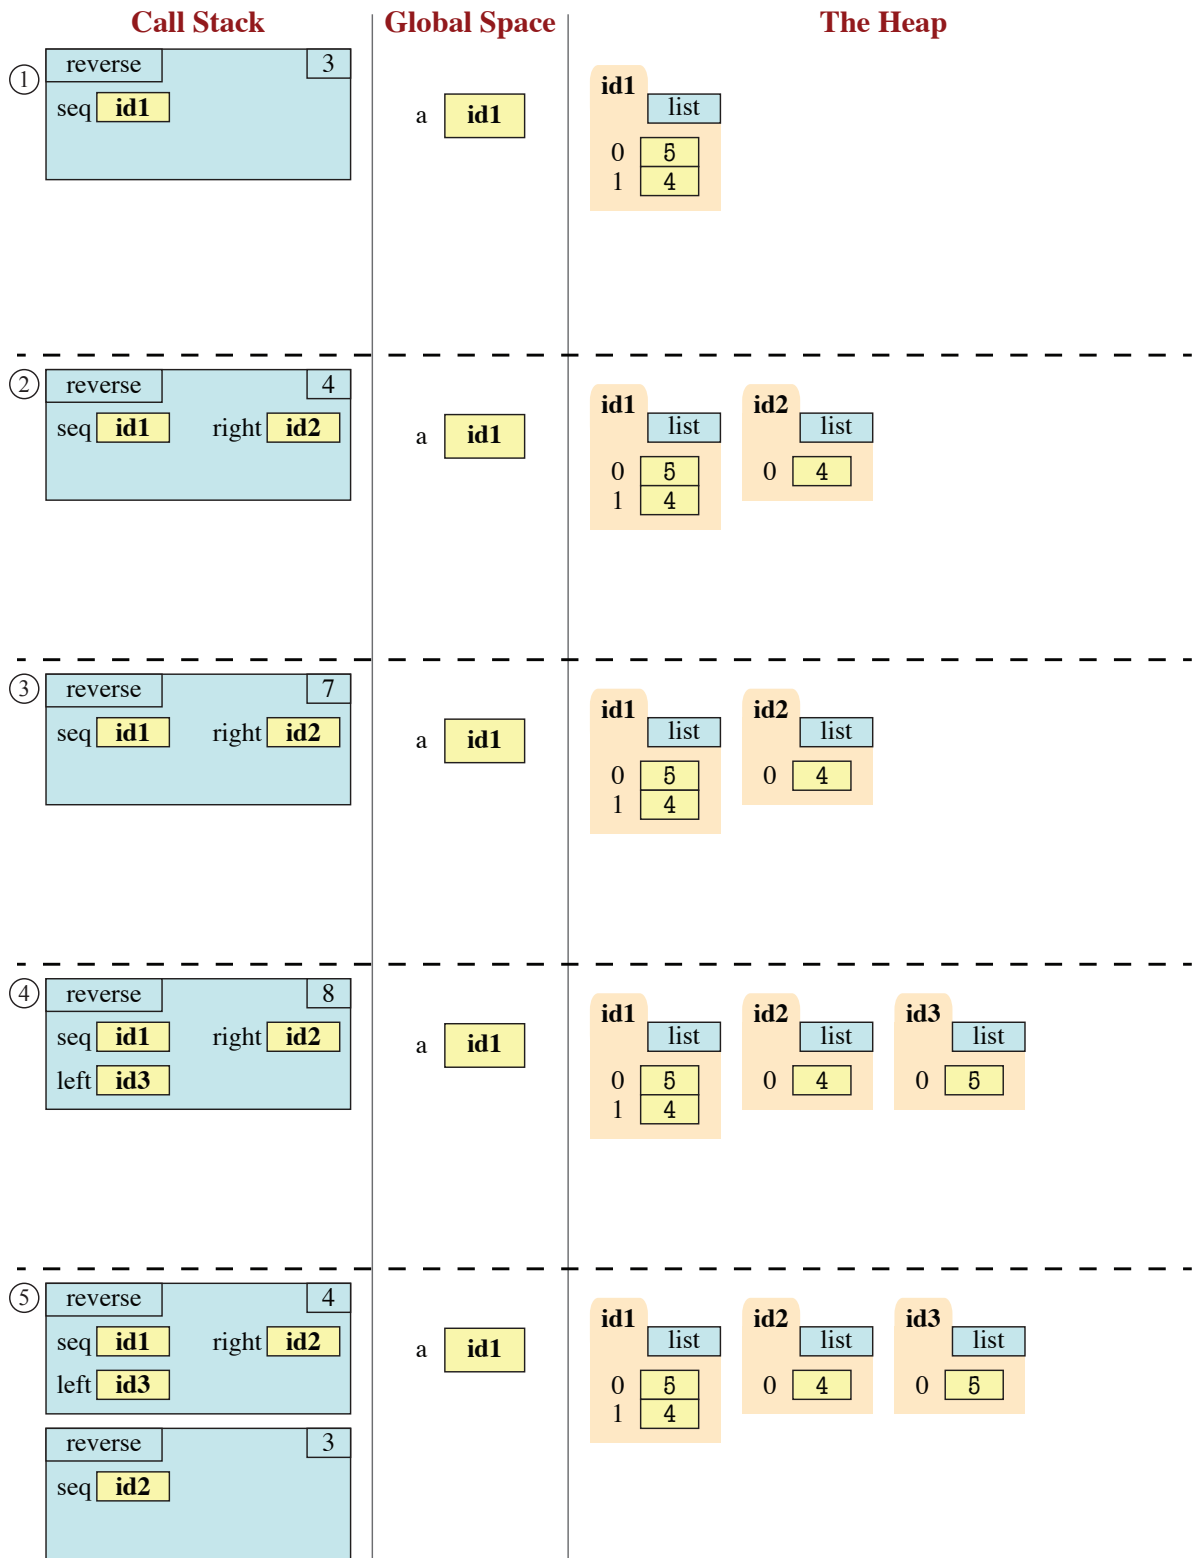 Call Stack Global Space The Heap
1 reverse 3
seq id1
a id1
id1
list
0 5
1 4
2 reverse 4
seq id1 right id2
a id1
id1 id2
list list
0 5 0 4
1 4
3 reverse 7
seq id1 right id2
a id1
id1 id2
list list
0 5 0 4
1 4
4 reverse 8
seq id1 right id2
left id3
a id1
id1 id2 id3
list list list
0 5 0 4 0 5
1 4
5 reverse 4
seq id1 right id2
left id3
a id1
id1 id2 id3
list list list
0 5 0 4 0 5
1 4
reverse 3
seq id2